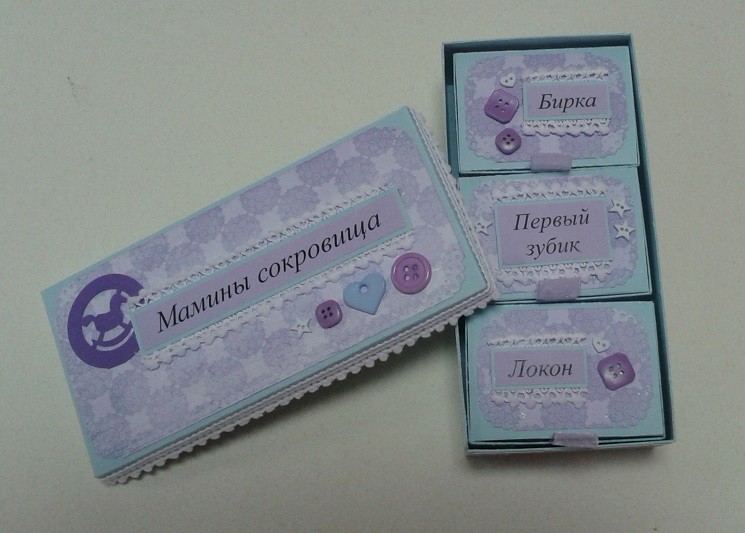 Мамины сокровища
Бирка
Первый
зубик
Локон